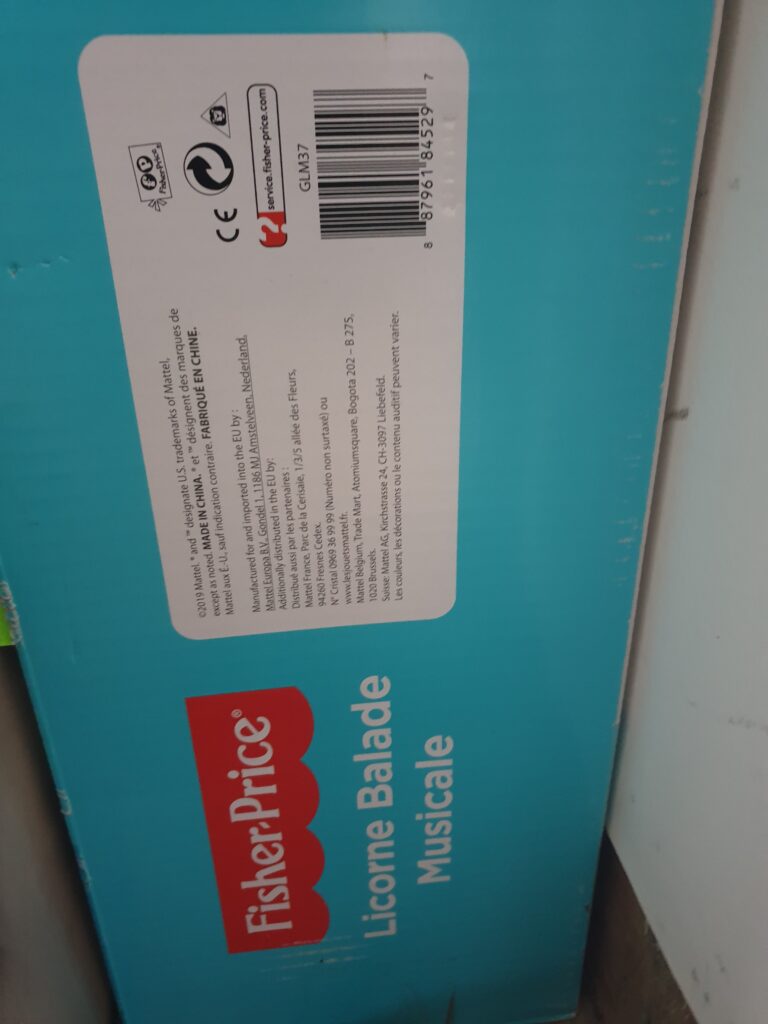 Fisher-Price®
Licorne Balade
Musicale
©2019 Mattel. ® and ™ designate U.S. trademarks of Mattel,
except as noted. MADE IN CHINA. ® et ™ désignent des marques de
Mattel aux É.-U., sauf indication contraire. FABRIQUÉ EN CHINE.
Manufactured for and imported into the EU by :
Mattel Europa B.V., Gondel 1, 1186 MJ Amstelveen, Nederland.
Additionally distributed in the EU by:
Distribué aussi par les partenaires :
Mattel France, Parc de la Cerisaie, 1/3/5 allée des Fleurs,
94260 Fresnes Cedex.
N° Cristal 0969 36 99 99 (Numéro non surtaxé) ou
www.lesjouetsmattel.fr.
Mattel Belgium, Trade Mart, Atomiumsquare, Bogota 202 – B 275,
1020 Brussels.
Suisse: Mattel AG, Kirchstrasse 24, CH-3097 Liebefeld.
Les couleurs, les décorations ou le contenu auditif peuvent varier.
FP
Fisher-Price®
CE
? service.fisher-price.com
GLM37
8 87961 84529 7